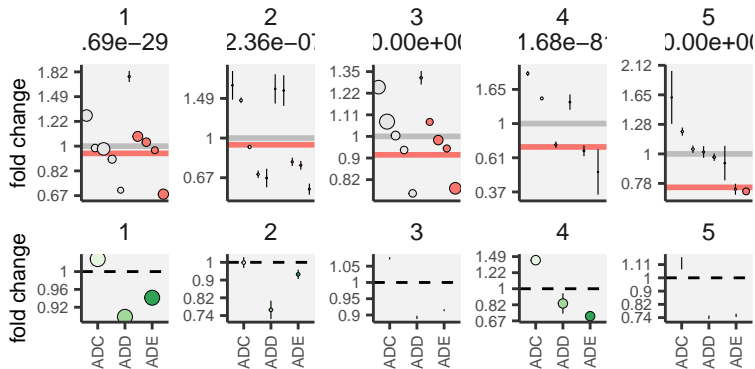 1 2 3 4 5
.69e−29 2.36e−07 0.00e+00 1.68e−81 0.00e+00
fold change
1.82 1.49 1.22 1 0.82 0.67
1.49 1 0.67
1.35 1.22 1.11 1 0.9 0.82
1.65 1 0.61 0.37
2.12 1.65 1.28 1 0.78
1 2 3 4 5
fold change
1 0.96 0.92
1 0.9 0.82 0.74
1.05 1 0.95 0.9
1.49 1.22 1 0.82 0.67
1.11 1 0.9 0.82 0.74
ADC ADD ADE ADC ADD ADE ADC ADD ADE ADC ADD ADE ADC ADD ADE